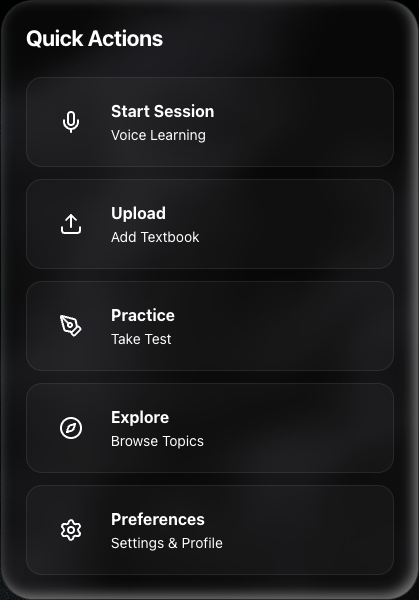 Quick Actions
Start Session
Voice Learning
Upload
Add Textbook
Practice
Take Test
Explore
Browse Topics
Preferences
Settings & Profile